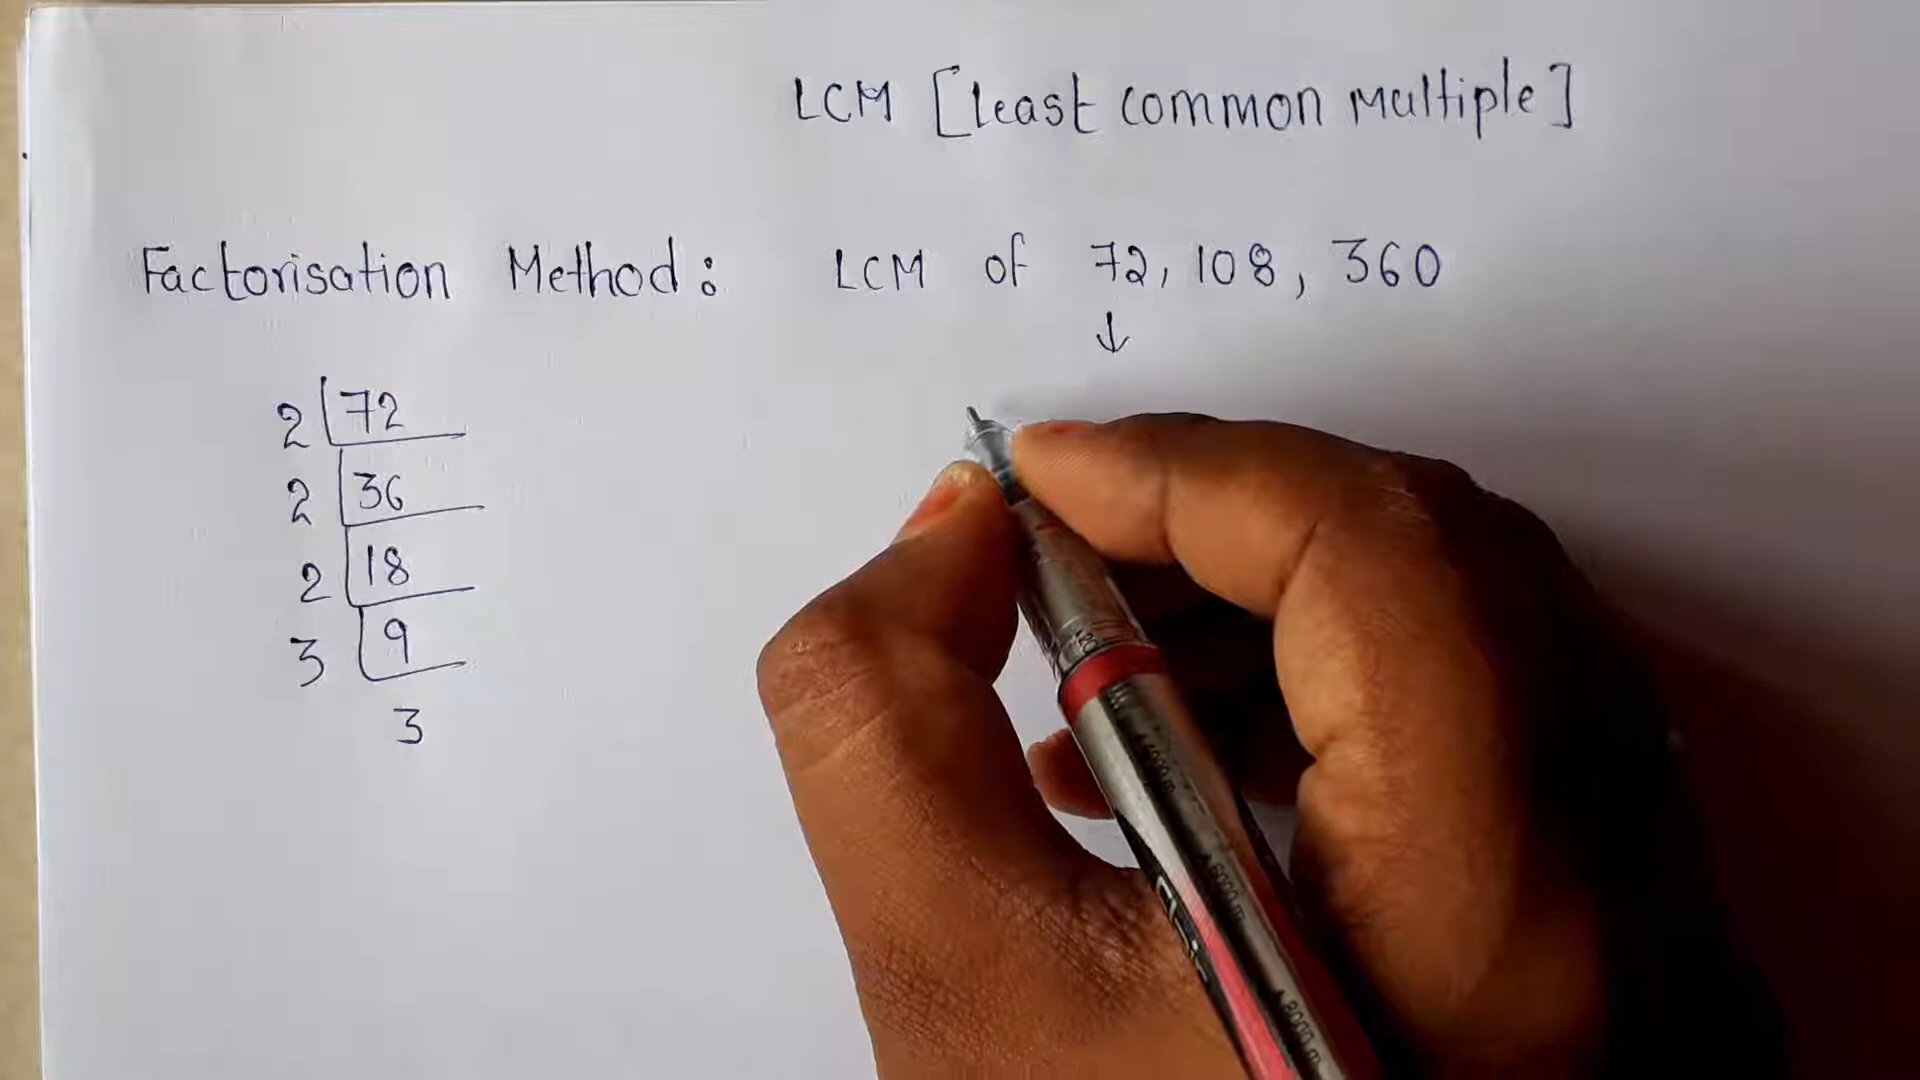 LCM [Least common Multiple]
Factorisation Method: LCM of 72, 108, 360
↓
2 | 72
2 | 36
2 | 18
3 | 9
3